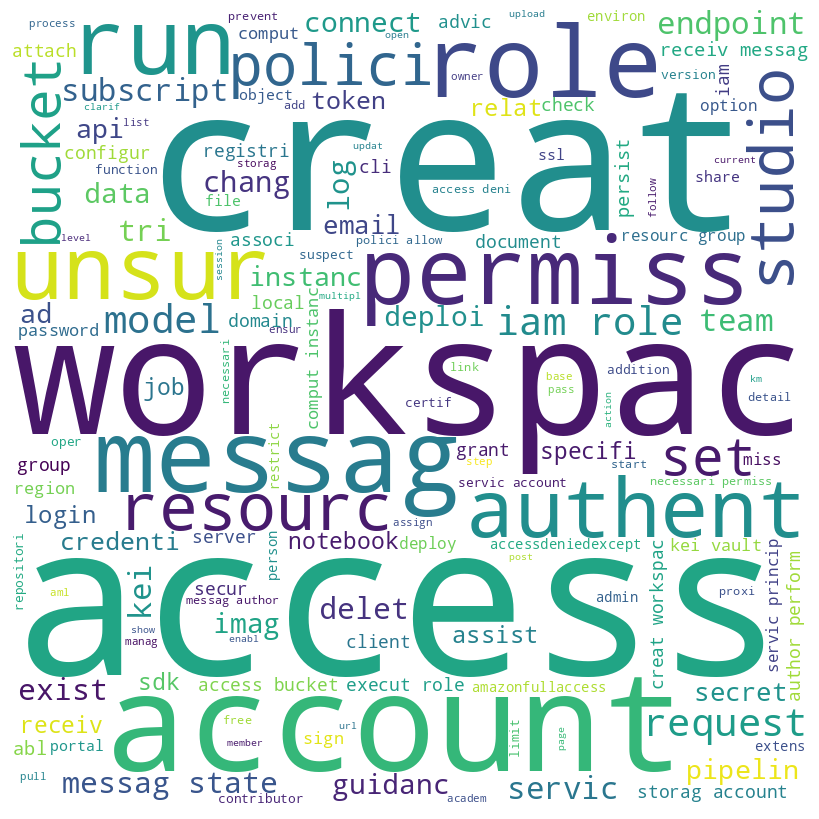 process
prevent
connect
advic
upload
environ
endpoint
run
comput
open
polici
role
receiv messag
attach
subscript
object
token
owner
relat
check
version
iam
option
bucket
clarif
add
api
list
creat
studio
configur
function
registri
storag
chang
log
cli
updat
ssl
access deni
persist
follow
current
share
data
file
tri
email
level
associ
session
suspect
polici allow
document
resourc group
unsur
instanc
multipl
permiss
ad
local
comput instanc
password
model
domain
ensur
deploi
iam role
team
necessari
workspac
job
link
base
pass
addition
km
detail
certif
action
oper
messag
restrict
grant
specifi
start
set
miss
group
step
servic account
necessari permiss
region
resourc
authent
login
assign
credenti
server
person
notebook
deploy
accessdeniedexcept
kei vault
repositori
post
access
kei
secur
aml
messag author
imag
delet
client
assist
admin
proxi
servic princip
creat workspac
author perform
show
manag
enabl
exist
sdk
access bucket
execut role
amazonfullaccess
secret
receiv
free
account
request
abl
portal
member
sign
url
limit
page
extens
pull
messag state
guidanc
servic
pipelin
contributor
academ
storag account